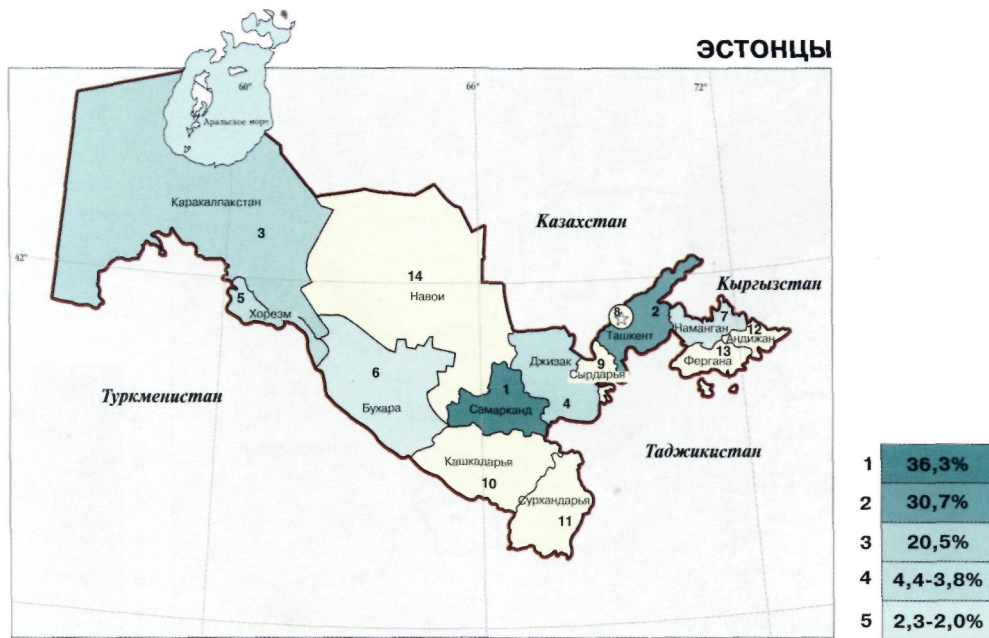 ЭСТОНЦЫ
60°
66°
72°
Аральское море
Каракалпакстан
3
Казахстан
42°
14
Навои
Кыргызстан
5
Хорезм
8
2
Ташкент
7
Наманган
12
Андижан
13
Фергана
Джизак
9
Сырдарья
6
Бухара
1
Самарканд
4
Туркменистан
Таджикистан
Кашкадарья
10
Сурхандарья
11
1 36,3%
2 30,7%
3 20,5%
4 4,4-3,8%
5 2,3-2,0%